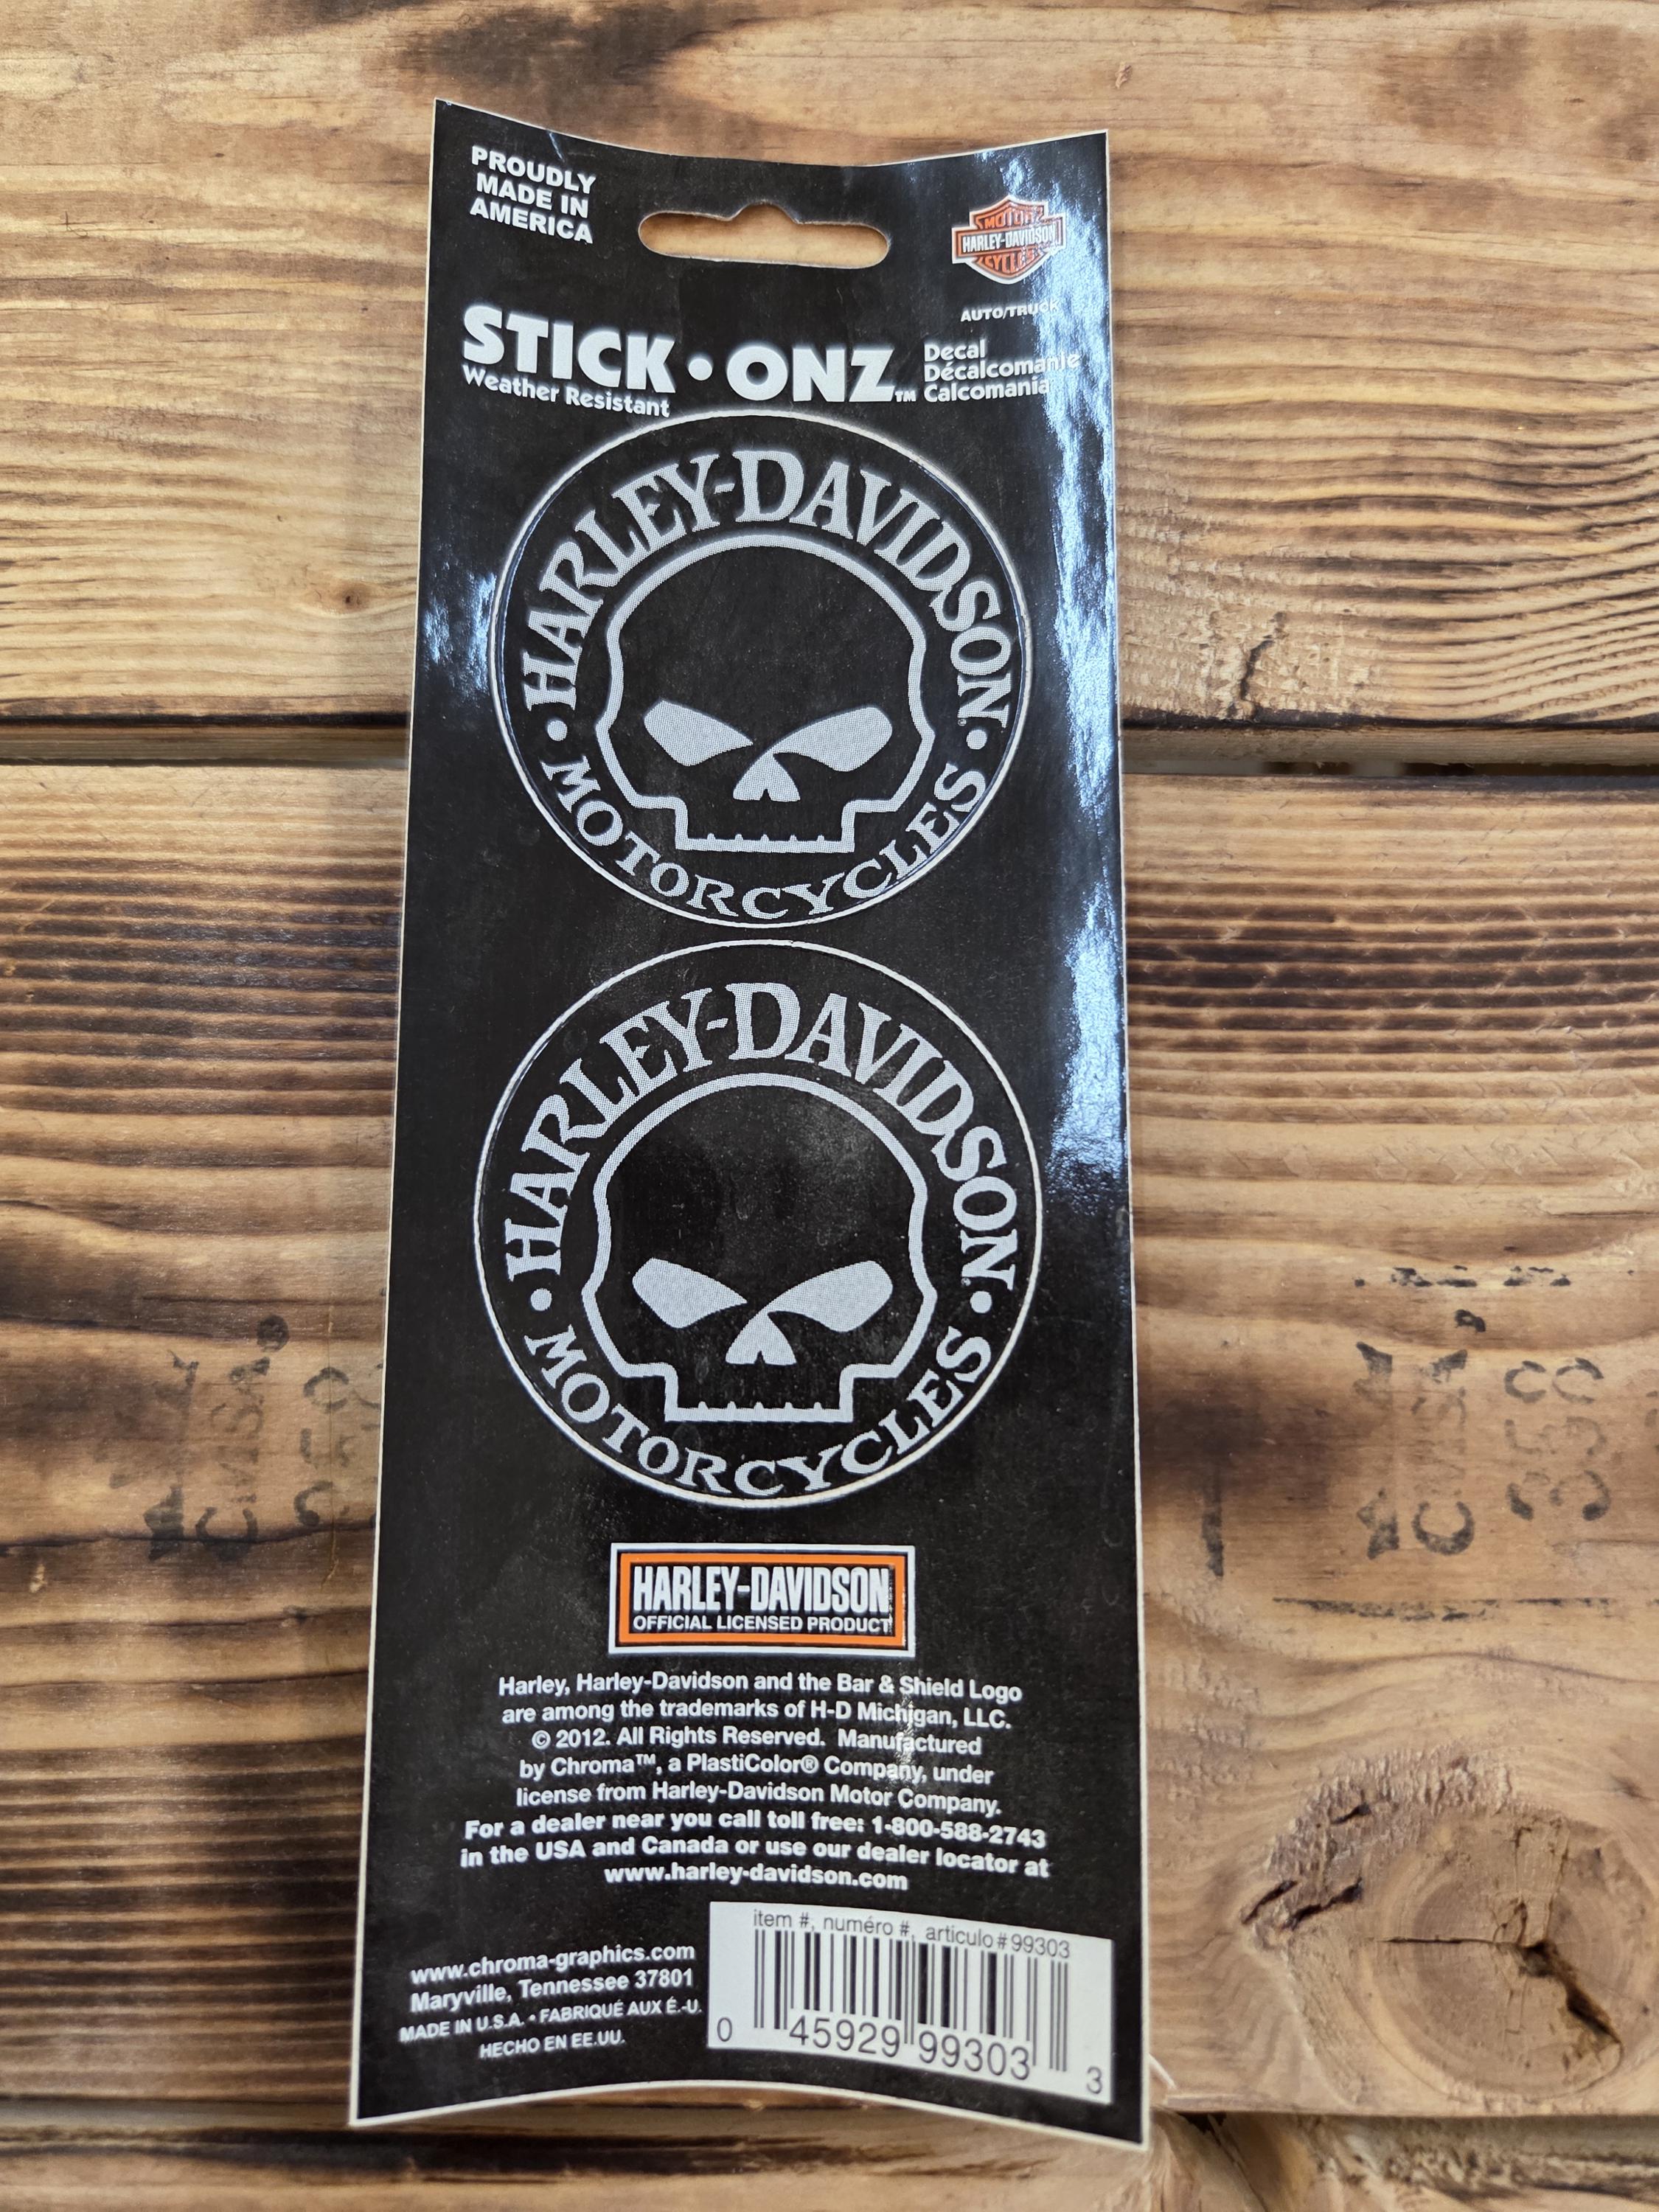 PROUDLY
MADE IN
AMERICA
MOTOR
HARLEY-DAVIDSON
CYCLES
AUTO/TRUCK
STICK•ONZ™
Weather Resistant
Decal
Décalcomanie
Calcomania
HARLEY-DAVIDSON
• MOTORCYCLES •
HARLEY-DAVIDSON
• MOTORCYCLES •
HARLEY-DAVIDSON
OFFICIAL LICENSED PRODUCT
Harley, Harley-Davidson and the Bar & Shield Logo
are among the trademarks of H-D Michigan, LLC.
© 2012. All Rights Reserved. Manufactured
by Chroma™, a PlastiColor® Company, under
license from Harley-Davidson Motor Company.
For a dealer near you call toll free: 1-800-588-2743
in the USA and Canada or use our dealer locator at
www.harley-davidson.com
www.chroma-graphics.com
Maryville, Tennessee 37801
MADE IN U.S.A. • FABRIQUÉ AUX É.-U.
HECHO EN EE.UU.
item #, numéro #, articulo # 99303
0 45929 99303 3